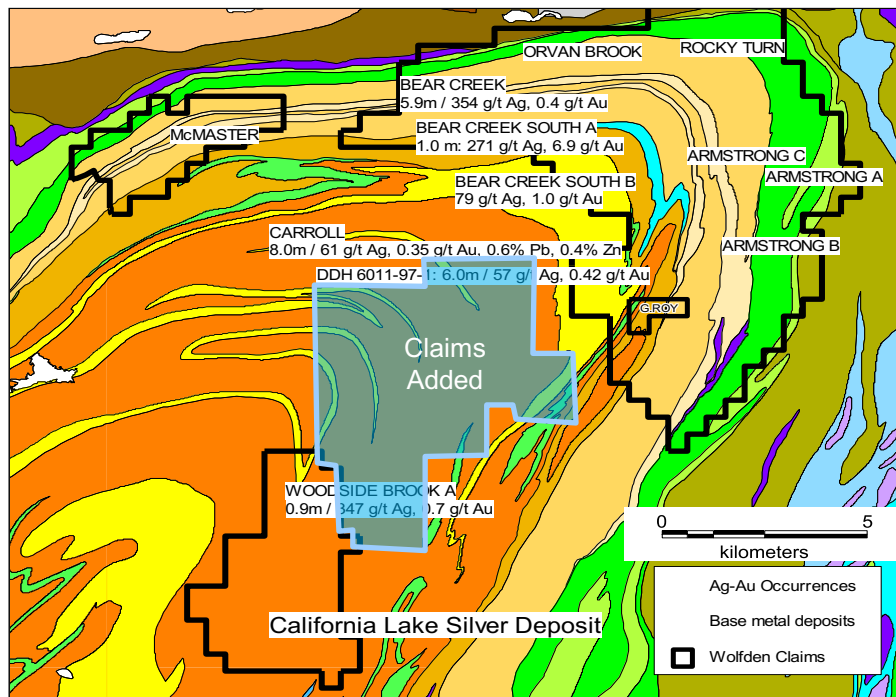 ORVAN BROOK
ROCKY TURN
BEAR CREEK
5.9m / 354 g/t Ag, 0.4 g/t Au
McMASTER
BEAR CREEK SOUTH A
1.0 m: 271 g/t Ag, 6.9 g/t Au
ARMSTRONG C
ARMSTRONG A
BEAR CREEK SOUTH B
79 g/t Ag, 1.0 g/t Au
CARROLL
8.0m / 61 g/t Ag, 0.35 g/t Au, 0.6% Pb, 0.4% Zn
ARMSTRONG B
DDH 6011-97-1: 6.0m / 57 g/t Ag, 0.42 g/t Au
G.ROY
Claims
Added
WOODSIDE BROOK A
0.9m / 347 g/t Ag, 0.7 g/t Au
0 5
kilometers
California Lake Silver Deposit
Ag-Au Occurrences
Base metal deposits
Wolfden Claims